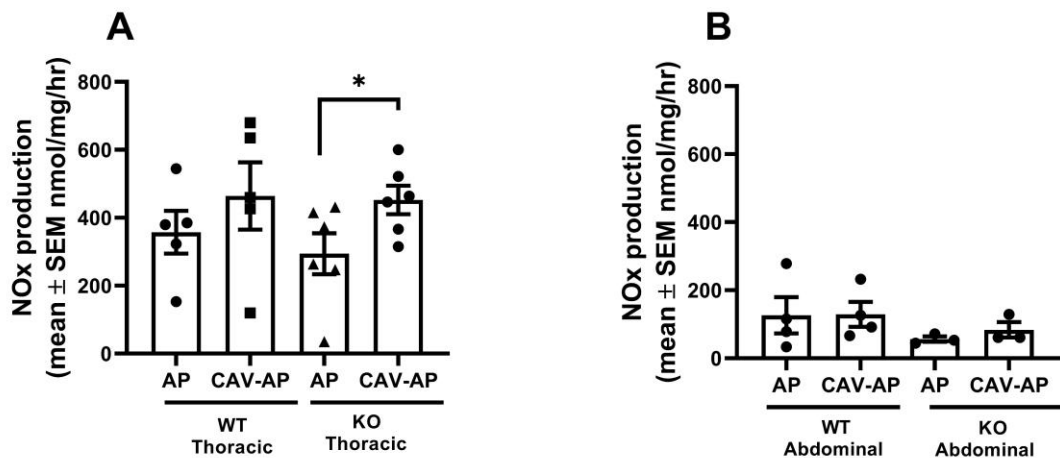 A
NOx production
(mean ± SEM nmol/mg/hr)
800
600
400
200
0
*
AP CAV-AP AP CAV-AP
WT KO
Thoracic Thoracic
B
NOx production
(mean ± SEM nmol/mg/hr)
800
600
400
200
0
AP CAV-AP AP CAV-AP
WT KO
Abdominal Abdominal